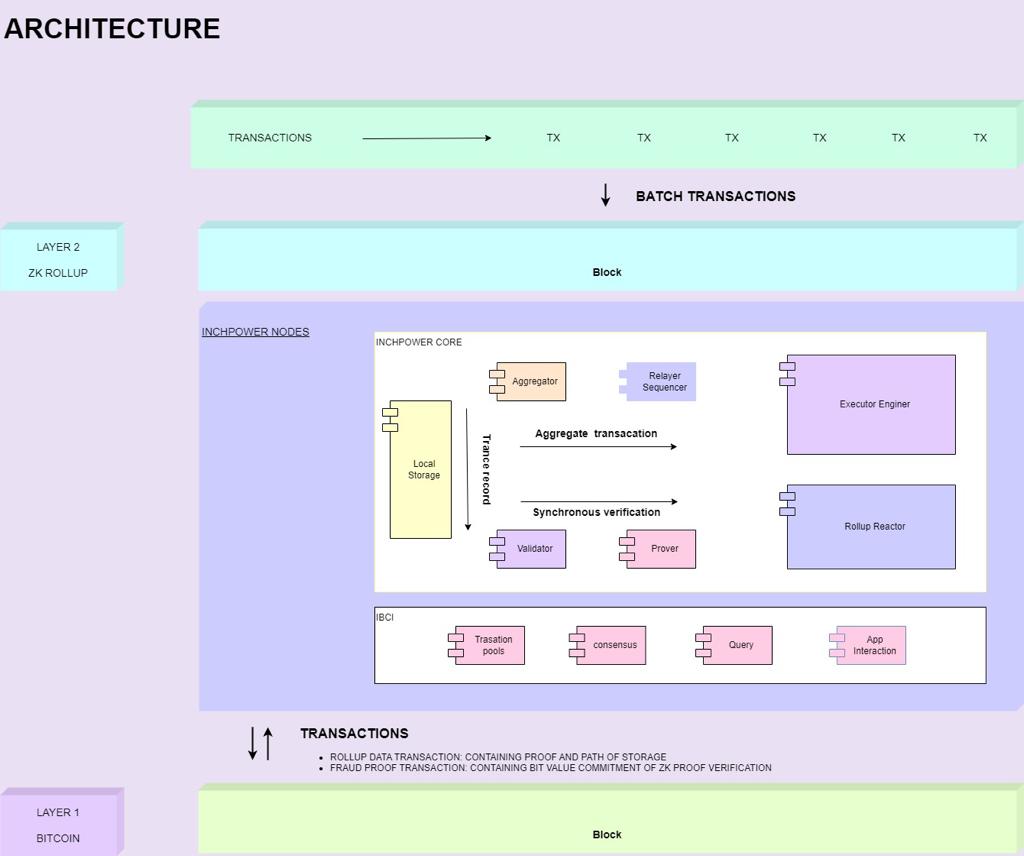 ARCHITECTURE
TRANSACTIONS TX TX TX TX TX TX
BATCH TRANSACTIONS
LAYER 2
ZK ROLLUP
Block
INCHPOWER NODES
INCHPOWER CORE
Aggregator
Relayer
Sequencer
Executor Enginer
Local
Storage
Trance record
Aggregate transacation
Synchronous verification
Rollup Reactor
Validator
Prover
IBCI
Trasation
pools
consensus
Query
App
Interaction
TRANSACTIONS
• ROLLUP DATA TRANSACTION: CONTAINING PROOF AND PATH OF STORAGE
• FRAUD PROOF TRANSACTION: CONTAINING BIT VALUE COMMITMENT OF ZK PROOF VERIFICATION
LAYER 1
BITCOIN
Block